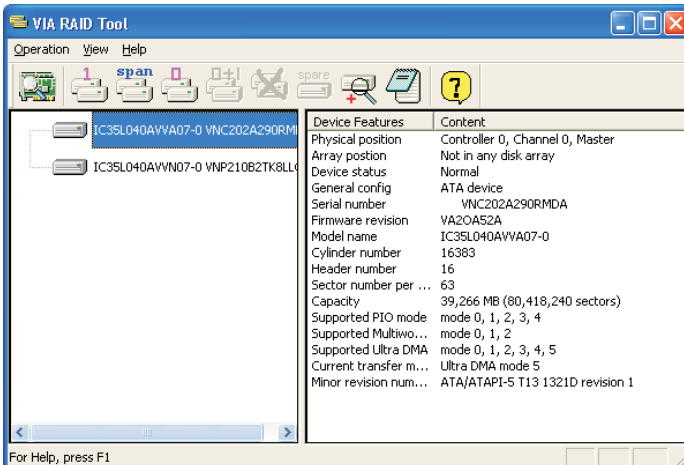 VIA RAID Tool
Operation View Help
1 span 0 0+1 spare ?
IC35L040AVVA07-0 VNC202A290RM
IC35L040AVVN07-0 VNP210B2TK8LL
Device Features Content
Physical position Controller 0, Channel 0, Master
Array postion Not in any disk array
Device status Normal
General config ATA device
Serial number VNC202A290RMDA
Firmware revision VA2OA52A
Model name IC35L040AVVA07-0
Cylinder number 16383
Header number 16
Sector number per ... 63
Capacity 39,266 MB (80,418,240 sectors)
Supported PIO mode mode 0, 1, 2, 3, 4
Supported Multiwo... mode 0, 1, 2
Supported Ultra DMA mode 0, 1, 2, 3, 4, 5
Current transfer m... Ultra DMA mode 5
Minor revision num... ATA/ATAPI-5 T13 1321D revision 1
For Help, press F1